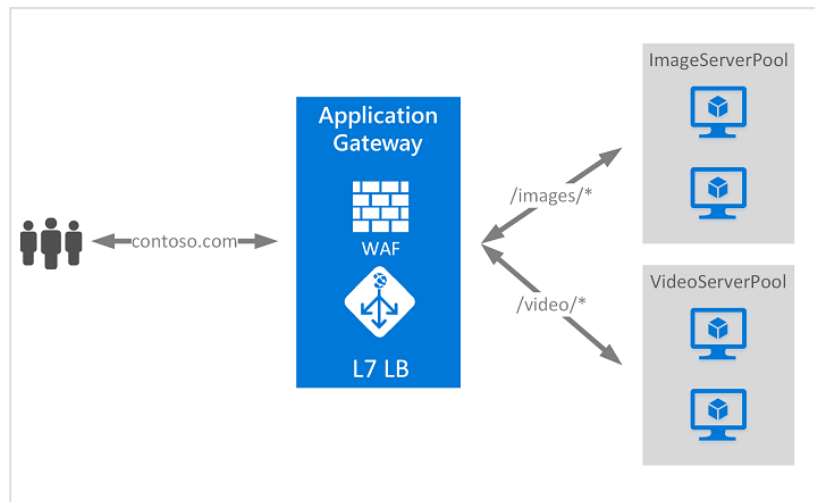 contoso.com
Application
Gateway
WAF
L7 LB
/images/*
/video/*
ImageServerPool
VideoServerPool